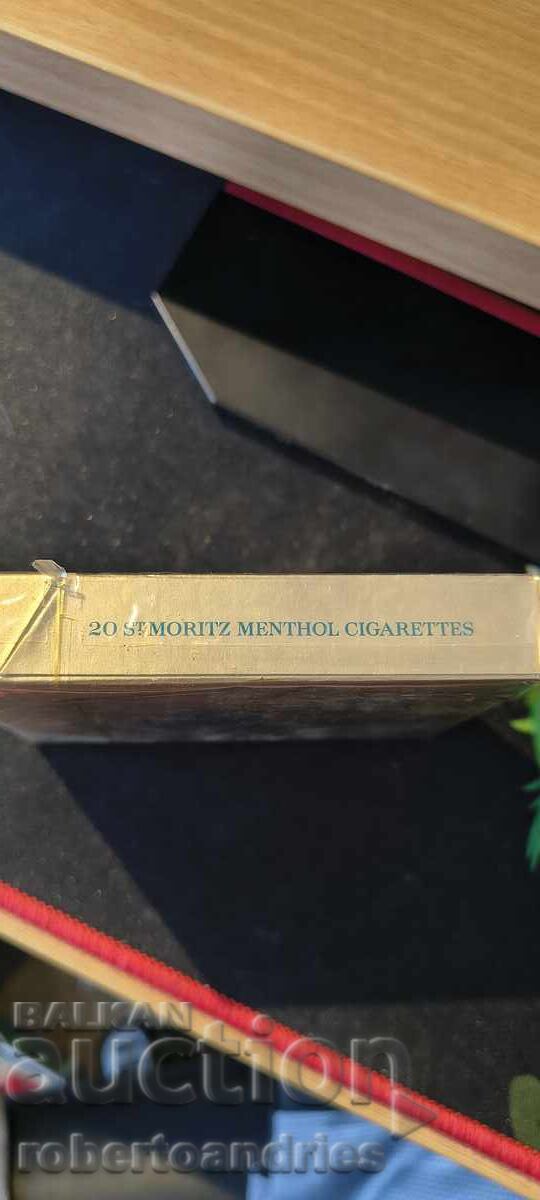 20 ST MORITZ MENTHOL CIGARETTES
BALKAN
auction
robertoandries